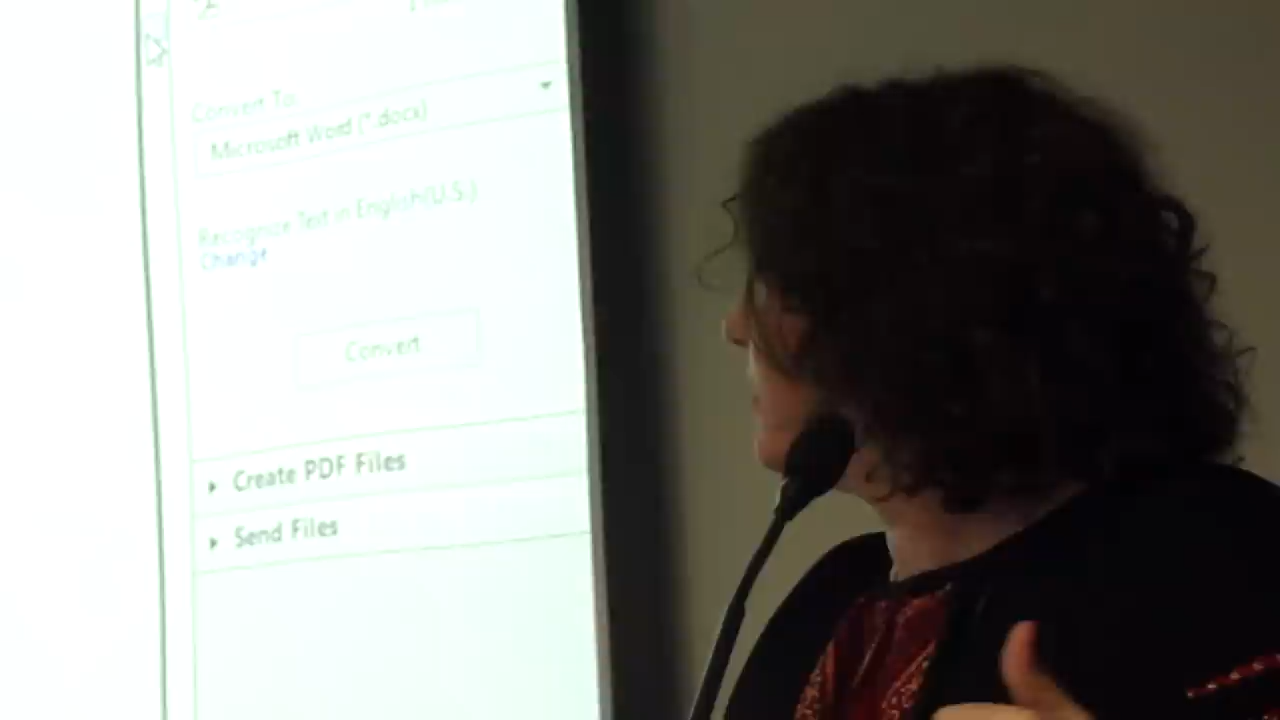 Convert To:
Microsoft Word (*.docx)
Recognize Text in English(U.S.)
Change
Convert
Create PDF Files
Send Files